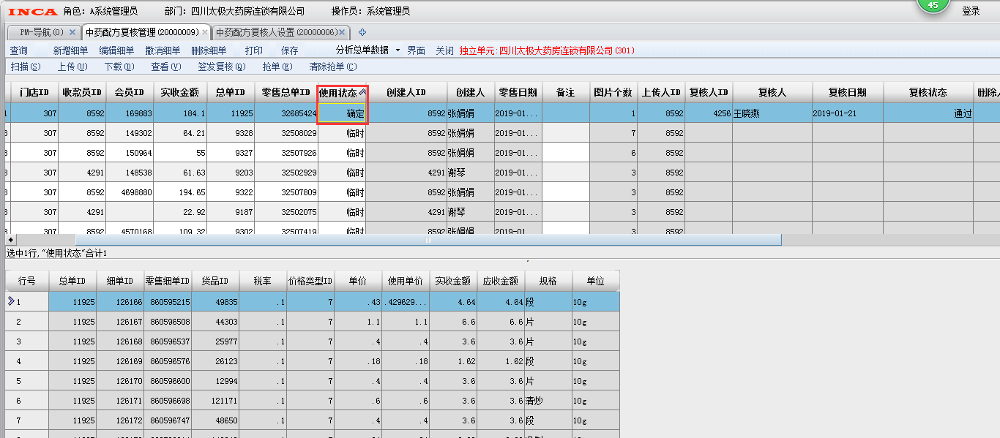 INCA 角色: A系统管理员 部门: 四川太极大药房连锁有限公司 操作员: 系统管理员 45 登录
PM-导航(0) × 中药配方复核管理(20000009) × 中药配方复核人设置(20000006) ×
查询 新增细单 编辑细单 撤消细单 删除细单 打印 保存 分析总单数据 界面 关闭 独立单元:四川太极大药房连锁有限公司(301)
扫描(S) 上传(U) 下载(D) 查看(V) 签发复核(Q) 抢单(E) 清除抢单(C)
门店ID 收款员ID 会员ID 实收金额 总单ID 零售总单ID 使用状态 创建人ID 创建人 零售日期 备注 图片个数 上传人ID 复核人ID 复核人 复核日期 复核状态
307 8592 169883 184.1 11925 32685424 确定 8592 张娟娟 2019-01... 1 8592 4256 王晓燕 2019-01-21 通过
307 8592 149302 64.21 9328 32508029 临时 8592 张娟娟 2019-01... 7 8592
307 8592 150964 55 9327 32507926 临时 8592 张娟娟 2019-01... 6 8592
307 4291 148538 61.63 9203 32502929 临时 4291 谢琴 2019-01... 3 8592
307 8592 4698880 194.65 9322 32507809 临时 8592 张娟娟 2019-01... 3 8592
307 4291 22.92 9187 32502075 临时 4291 谢琴 2019-01... 3 8592
307 8592 4570168 109.32 9302 32507419 临时 8592 张娟娟 2019-01... 3 8592
选中1行,"使用状态"合计1
行号 总单ID 细单ID 零售细单ID 货品ID 税率 价格类型ID 单价 使用单价 实收金额 应收金额 规格 单位
1 11925 126166 860595215 49835 .1 7 .43 .429629... 4.64 4.64 段 10g
2 11925 126167 860596508 44303 .1 7 1.1 1.1 6.6 6.6 片 10g
3 11925 126168 860596537 25977 .1 7 .4 .4 3.6 3.6 片 10g
4 11925 126169 860596576 26123 .1 7 .18 .18 1.62 1.62 段 10g
5 11925 126170 860596600 12994 .1 7 .4 .4 3.6 3.6 片 10g
6 11925 126171 860596698 121171 .1 7 .6 .6 3.6 3.6 清炒 10g
7 11925 126172 860596747 48650 .1 7 .4 .4 3.6 3.6 段 10g